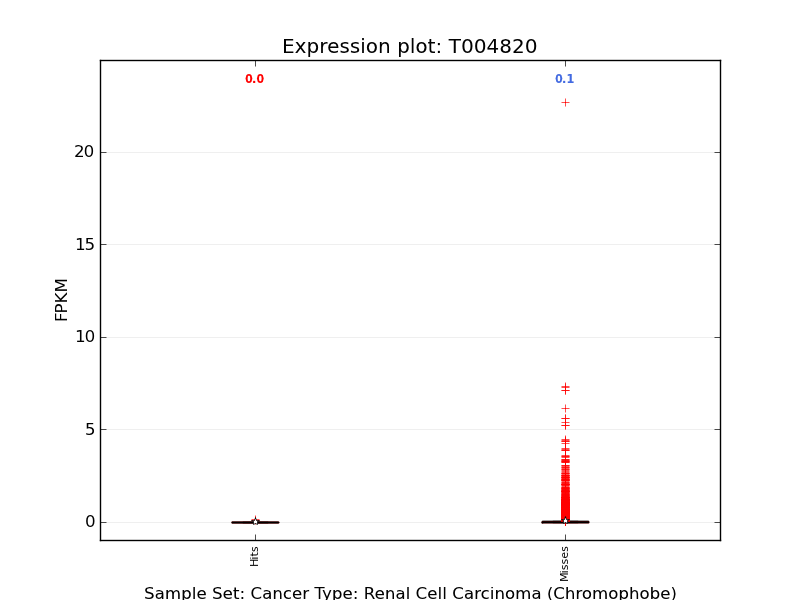 Expression plot: T004820
0.0
0.1
20
15
10
5
0
FPKM
Hits
Misses
Sample Set: Cancer Type: Renal Cell Carcinoma (Chromophobe)